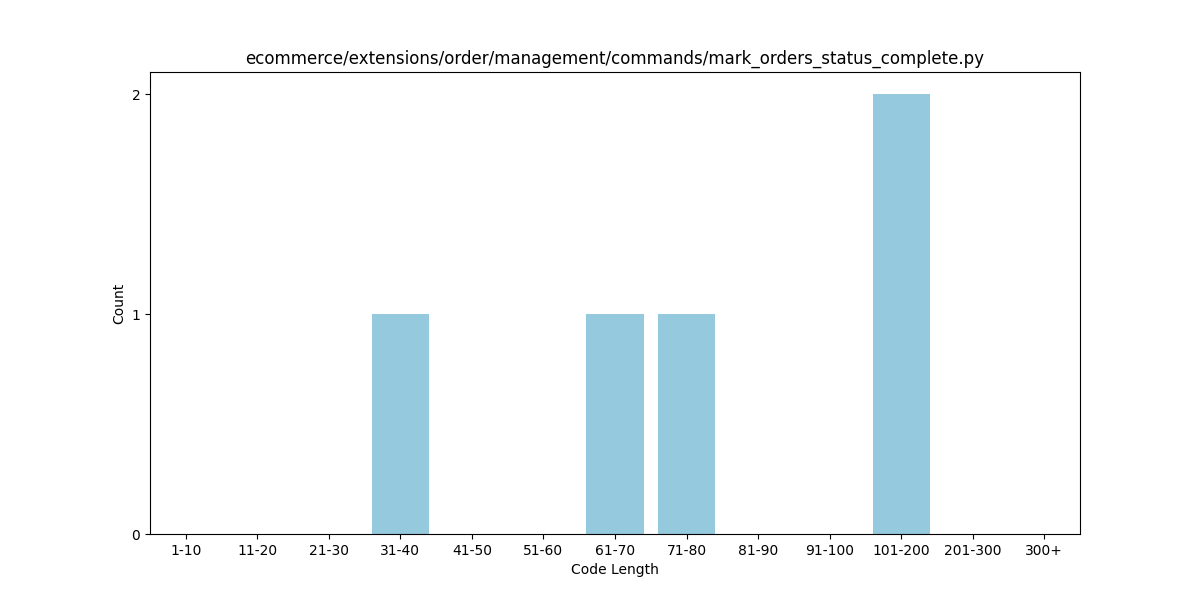 ecommerce/extensions/order/management/commands/mark_orders_status_complete.py
2
1
0
Count
1-10 11-20 21-30 31-40 41-50 51-60 61-70 71-80 81-90 91-100 101-200 201-300 300+
Code Length